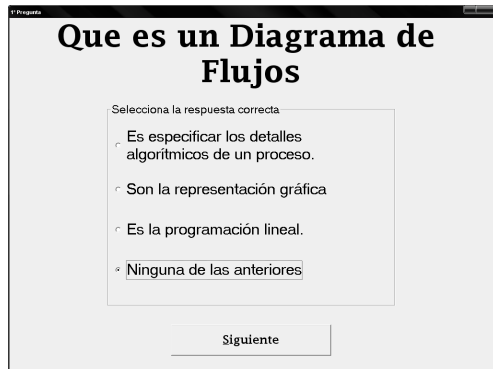 1° Pregunta
Que es un Diagrama de
Flujos
Selecciona la respuesta correcta
Es especificar los detalles
algorítmicos de un proceso.
Son la representación gráfica
Es la programación lineal.
Ninguna de las anteriores
Siguiente